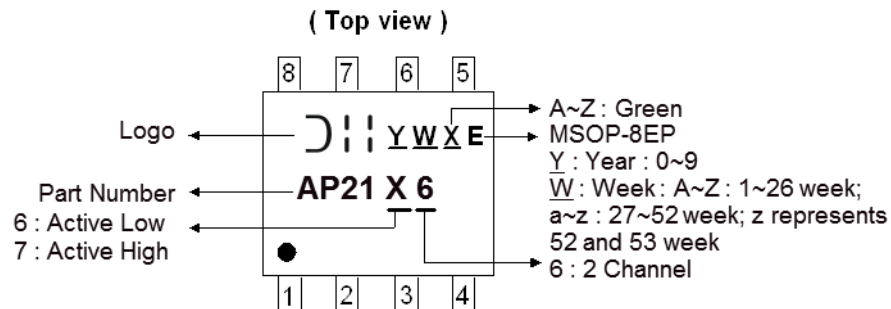 ( Top view )
8 7 6 5
Logo
Y W X E
A~Z : Green
MSOP-8EP
Y : Year : 0~9
W : Week : A~Z : 1~26 week;
a~z : 27~52 week; z represents
52 and 53 week
6 : 2 Channel
Part Number
AP21 X 6
6 : Active Low
7 : Active High
1 2 3 4